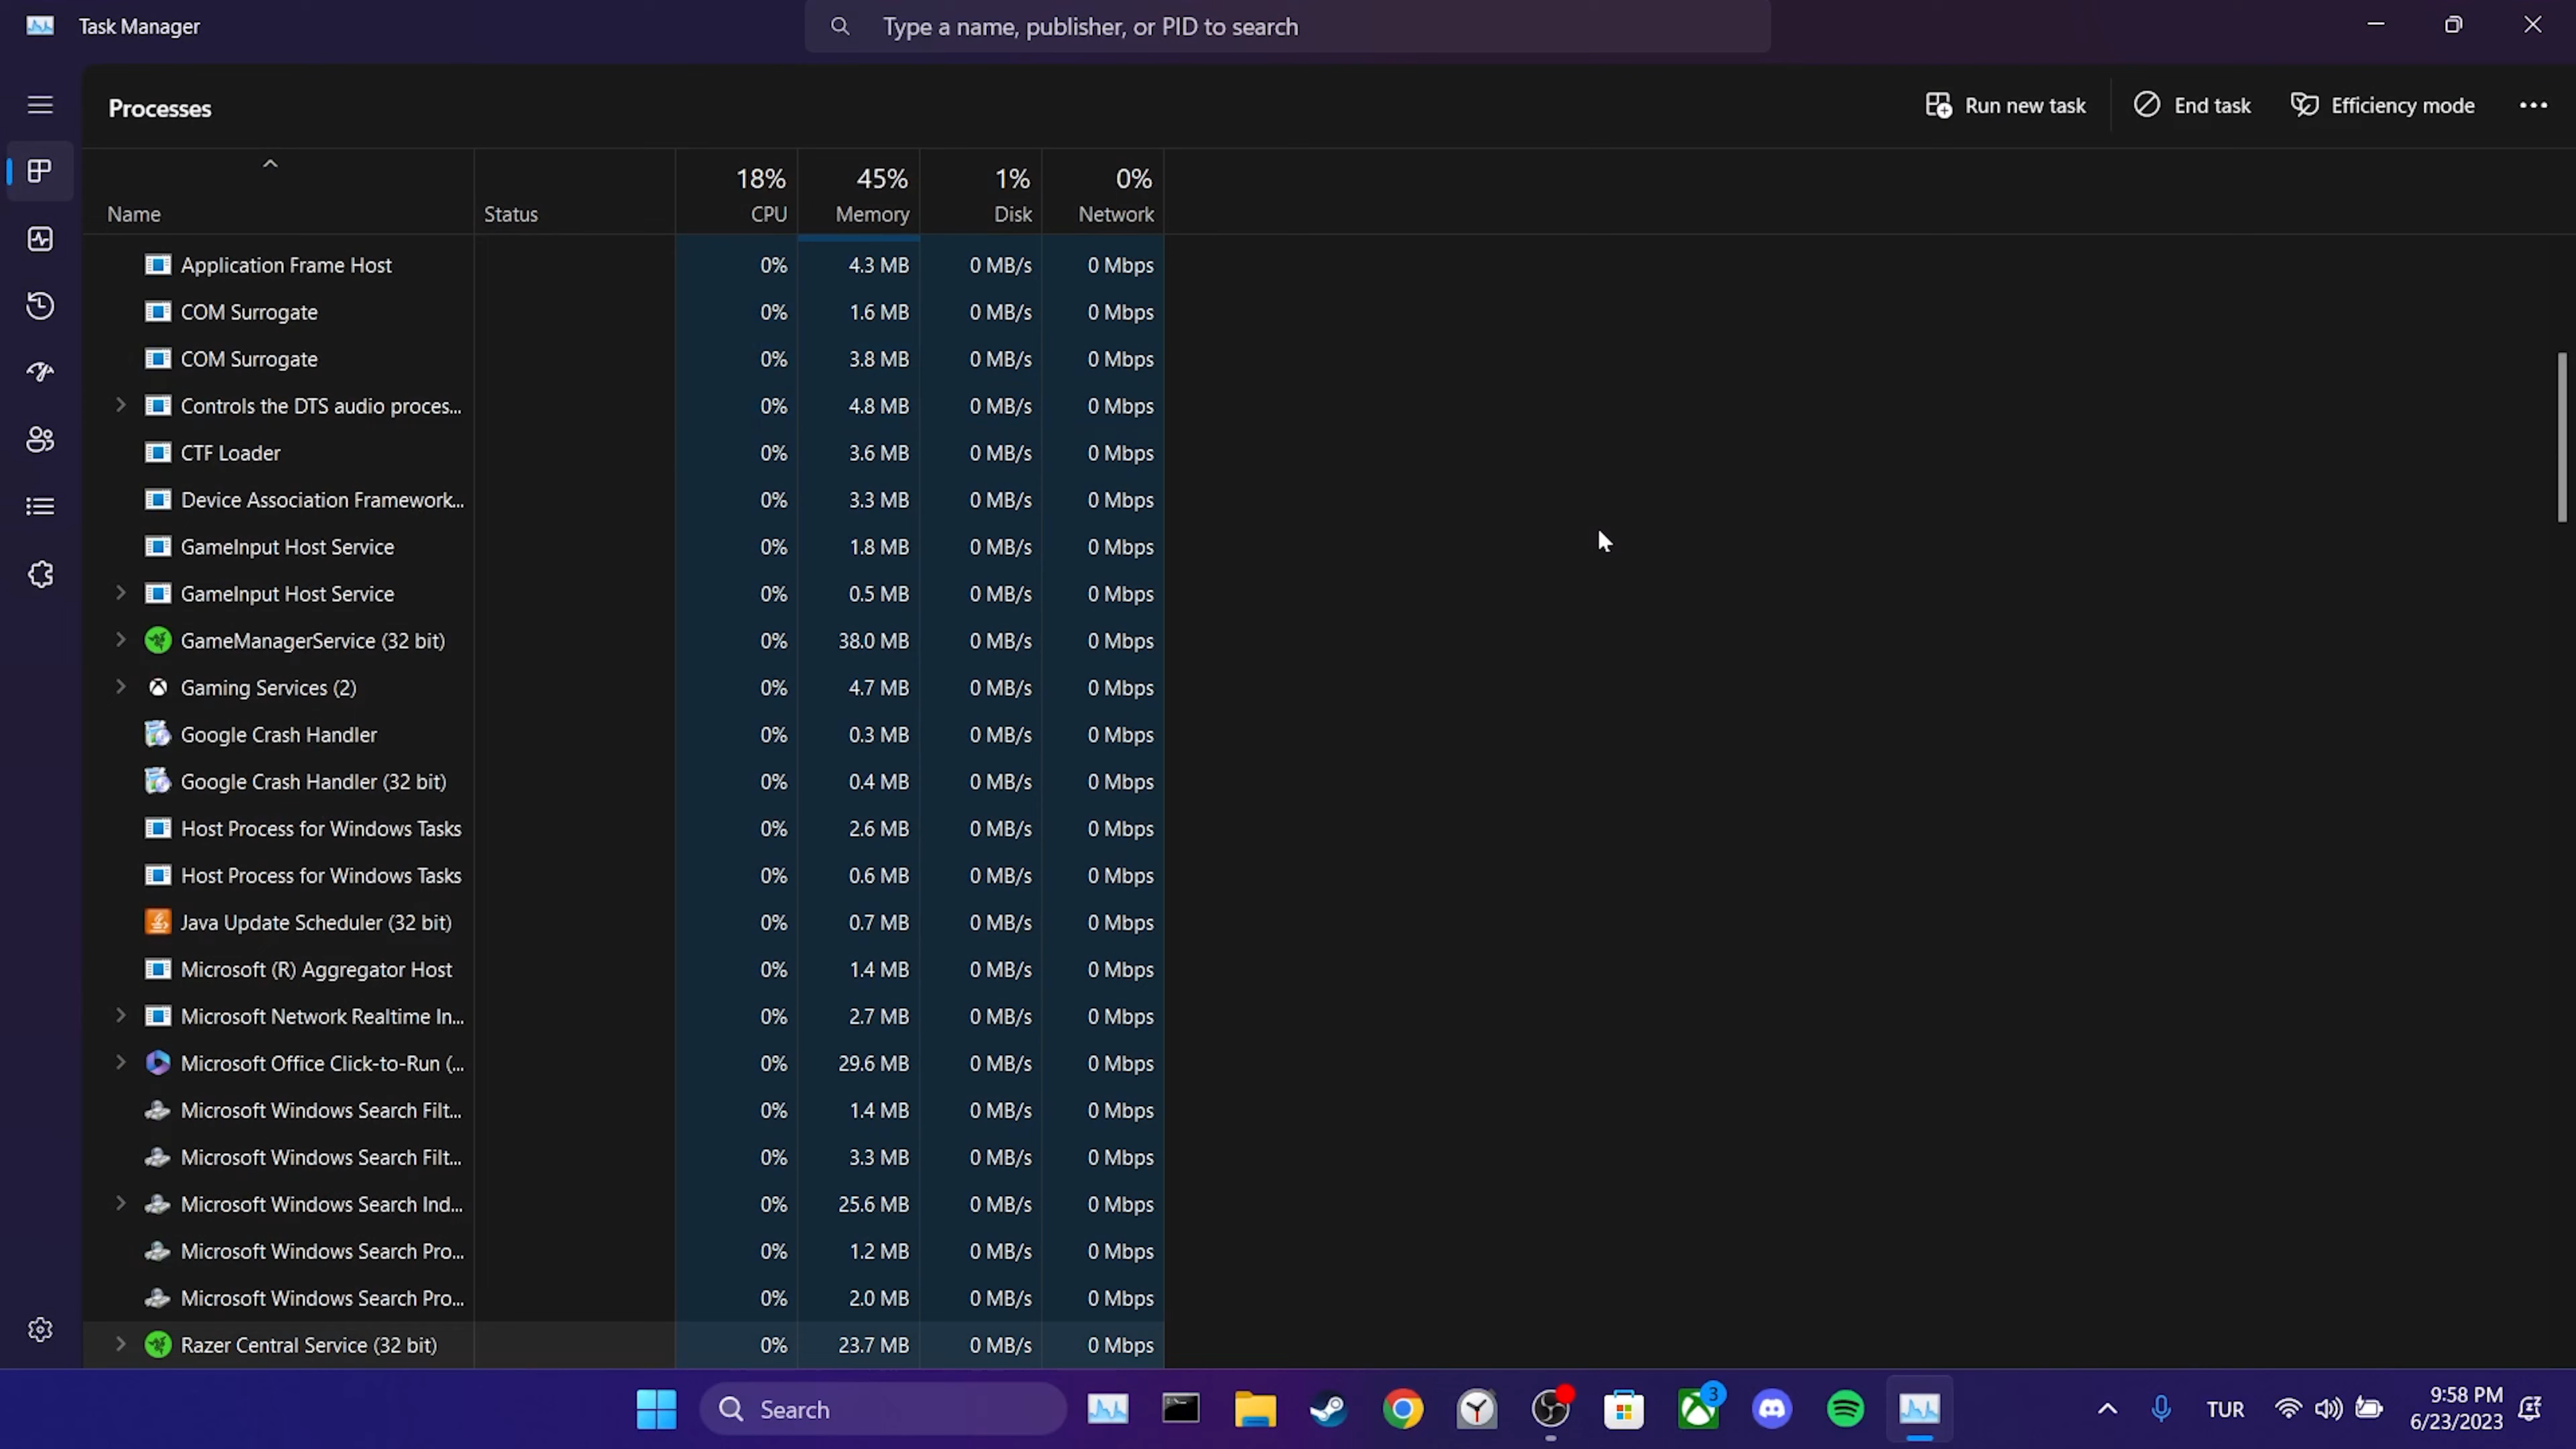 Task Manager
Type a name, publisher, or PID to search
Processes
Run new task
End task
Efficiency mode
18% 45% 1% 0%
Name Status CPU Memory Disk Network
Application Frame Host 0% 4.3 MB 0 MB/s 0 Mbps
COM Surrogate 0% 1.6 MB 0 MB/s 0 Mbps
COM Surrogate 0% 3.8 MB 0 MB/s 0 Mbps
Controls the DTS audio proces... 0% 4.8 MB 0 MB/s 0 Mbps
CTF Loader 0% 3.6 MB 0 MB/s 0 Mbps
Device Association Framework... 0% 3.3 MB 0 MB/s 0 Mbps
GameInput Host Service 0% 1.8 MB 0 MB/s 0 Mbps
GameInput Host Service 0% 0.5 MB 0 MB/s 0 Mbps
GameManagerService (32 bit) 0% 38.0 MB 0 MB/s 0 Mbps
Gaming Services (2) 0% 4.7 MB 0 MB/s 0 Mbps
Google Crash Handler 0% 0.3 MB 0 MB/s 0 Mbps
Google Crash Handler (32 bit) 0% 0.4 MB 0 MB/s 0 Mbps
Host Process for Windows Tasks 0% 2.6 MB 0 MB/s 0 Mbps
Host Process for Windows Tasks 0% 0.6 MB 0 MB/s 0 Mbps
Java Update Scheduler (32 bit) 0% 0.7 MB 0 MB/s 0 Mbps
Microsoft (R) Aggregator Host 0% 1.4 MB 0 MB/s 0 Mbps
Microsoft Network Realtime In... 0% 2.7 MB 0 MB/s 0 Mbps
Microsoft Office Click-to-Run (... 0% 29.6 MB 0 MB/s 0 Mbps
Microsoft Windows Search Filt... 0% 1.4 MB 0 MB/s 0 Mbps
Microsoft Windows Search Filt... 0% 3.3 MB 0 MB/s 0 Mbps
Microsoft Windows Search Ind... 0% 25.6 MB 0 MB/s 0 Mbps
Microsoft Windows Search Pro... 0% 1.2 MB 0 MB/s 0 Mbps
Microsoft Windows Search Pro... 0% 2.0 MB 0 MB/s 0 Mbps
Razer Central Service (32 bit) 0% 23.7 MB 0 MB/s 0 Mbps
Search
3
TUR
9:58 PM
6/23/2023